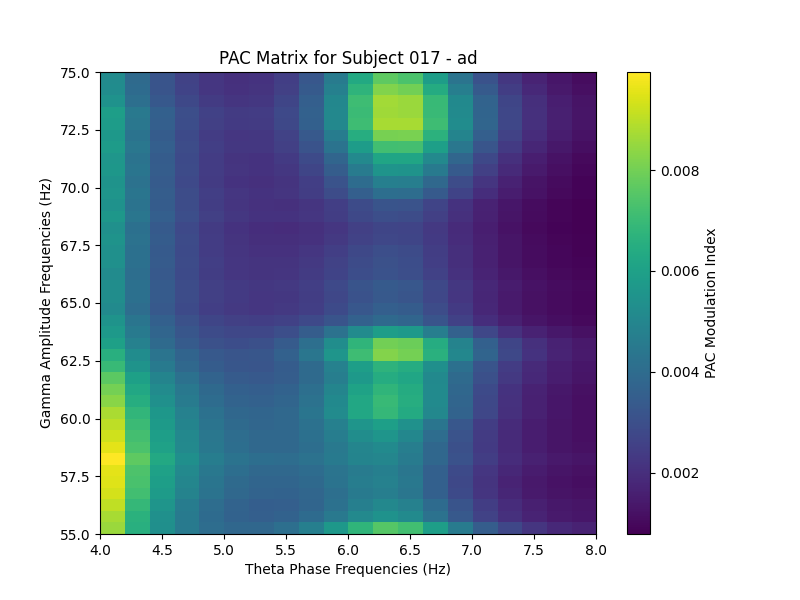 PAC Matrix for Subject 017 - ad
75.0
72.5
70.0
67.5
65.0
62.5
60.0
57.5
55.0
Gamma Amplitude Frequencies (Hz)
4.0 4.5 5.0 5.5 6.0 6.5 7.0 7.5 8.0
Theta Phase Frequencies (Hz)
0.008
0.006
0.004
0.002
PAC Modulation Index